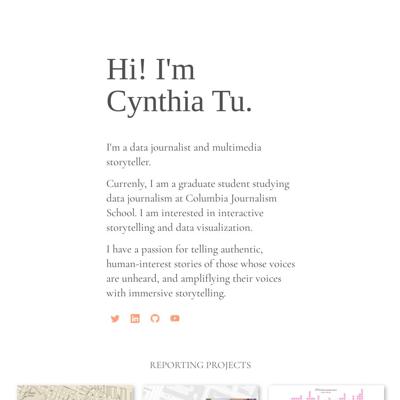 Hi! I'm
Cynthia Tu.
I'm a data journalist and multimedia
storyteller.
Currenly, I am a graduate student studying
data journalism at Columbia Journalism
School. I am interested in interactive
storytelling and data visualization.
I have a passion for telling authentic,
human-interest stories of those whose voices
are unheard, and ampliflying their voices
with immersive storytelling.
REPORTING PROJECTS